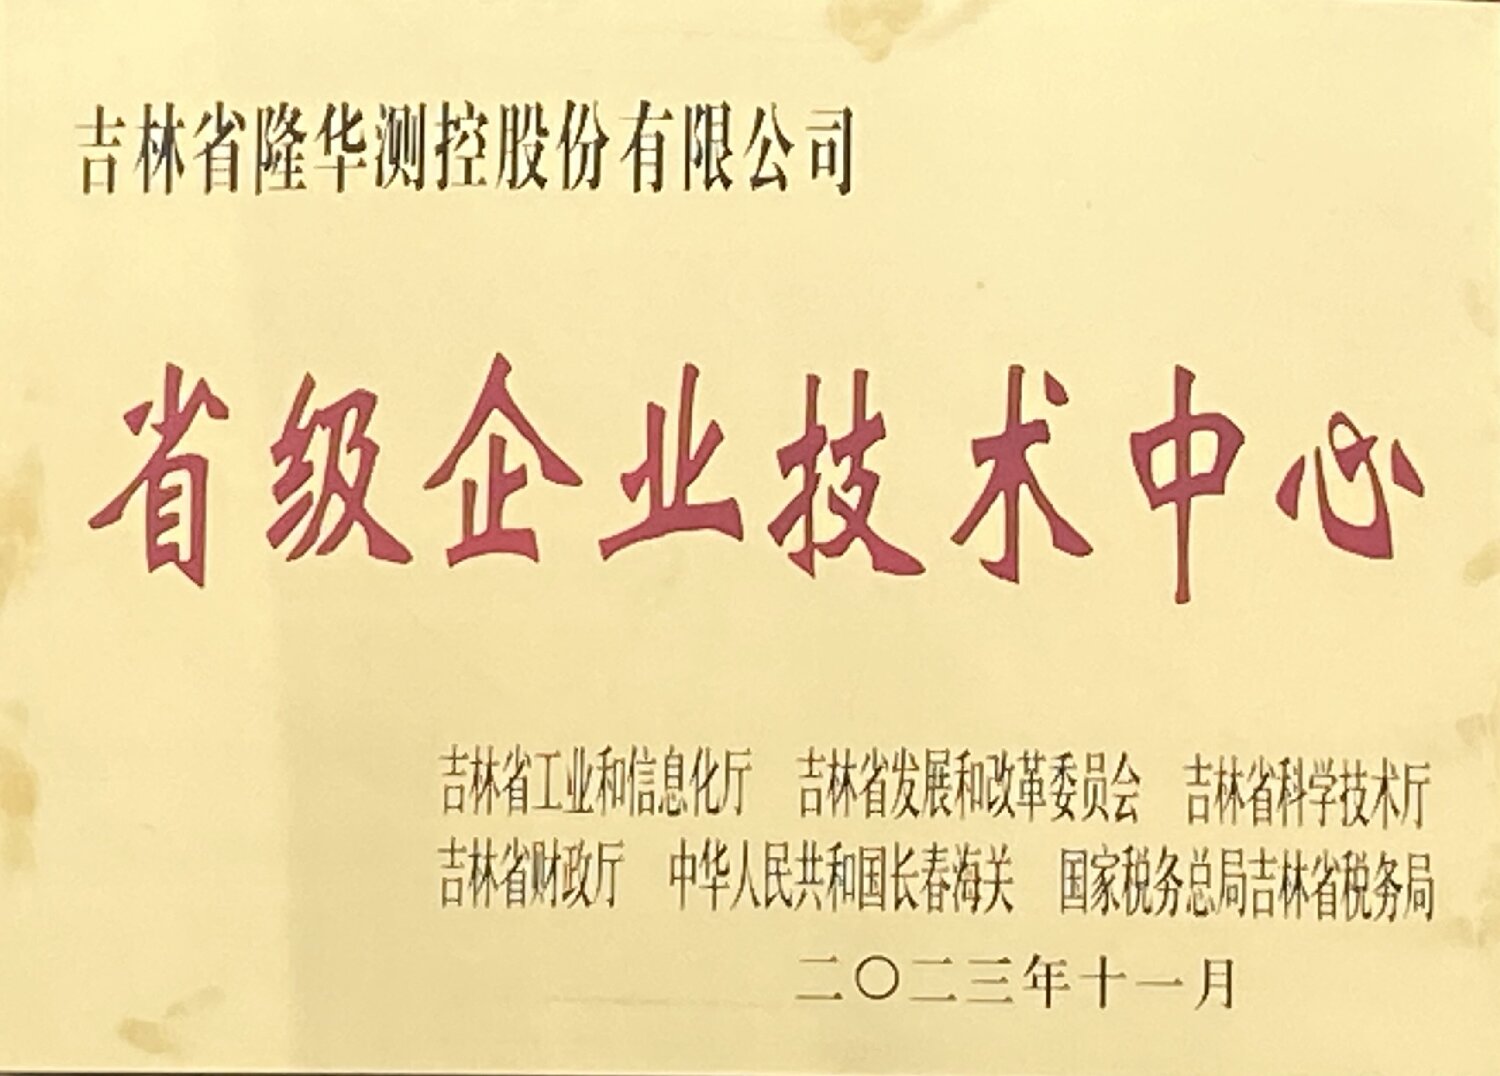 吉林省隆华测控股份有限公司
省级企业技术中心
吉林省工业和信息化厅 吉林省发展和改革委员会 吉林省科学技术厅
吉林省财政厅 中华人民共和国长春海关 国家税务总局吉林省税务局
二〇二三年十一月